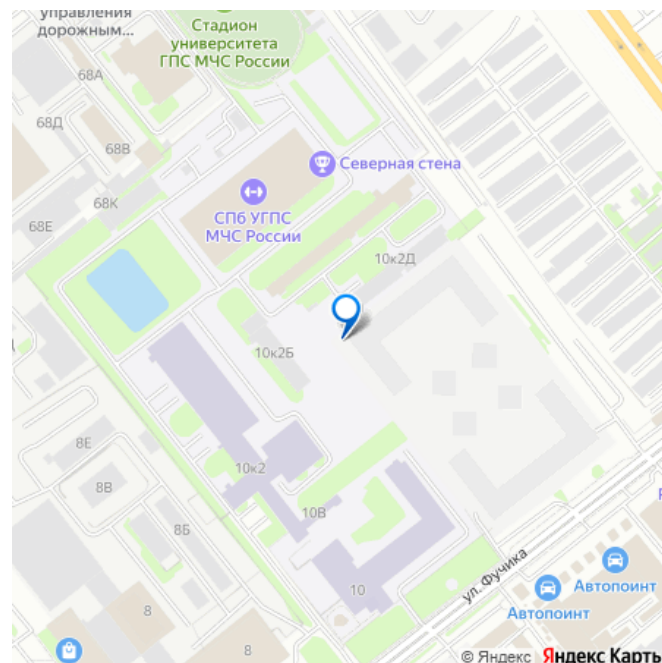 управления
дорожным...
Стадион
университета
ГПС МЧС России
68А
68Д
68В
Северная стена
68К
СПб УГПС
МЧС России
68Е
10к2Д
10к2Б
8Е
10к2
8В
10В
8Б
ул. Фучика
Автопоинт
10
Автопоинт
8
8
© Яндекс Яндекс Карты